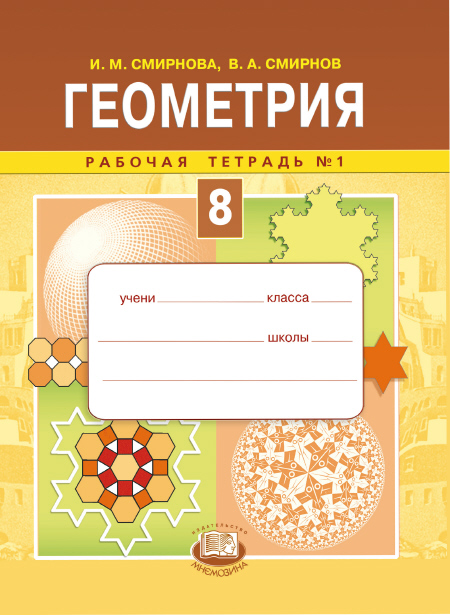 И. М. СМИРНОВА, В. А. СМИРНОВ
ГЕОМЕТРИЯ
РАБОЧАЯ ТЕТРАДЬ №1
8
учени класса
школы
ИЗДАТЕЛЬСТВО
МНЕМОЗИНА